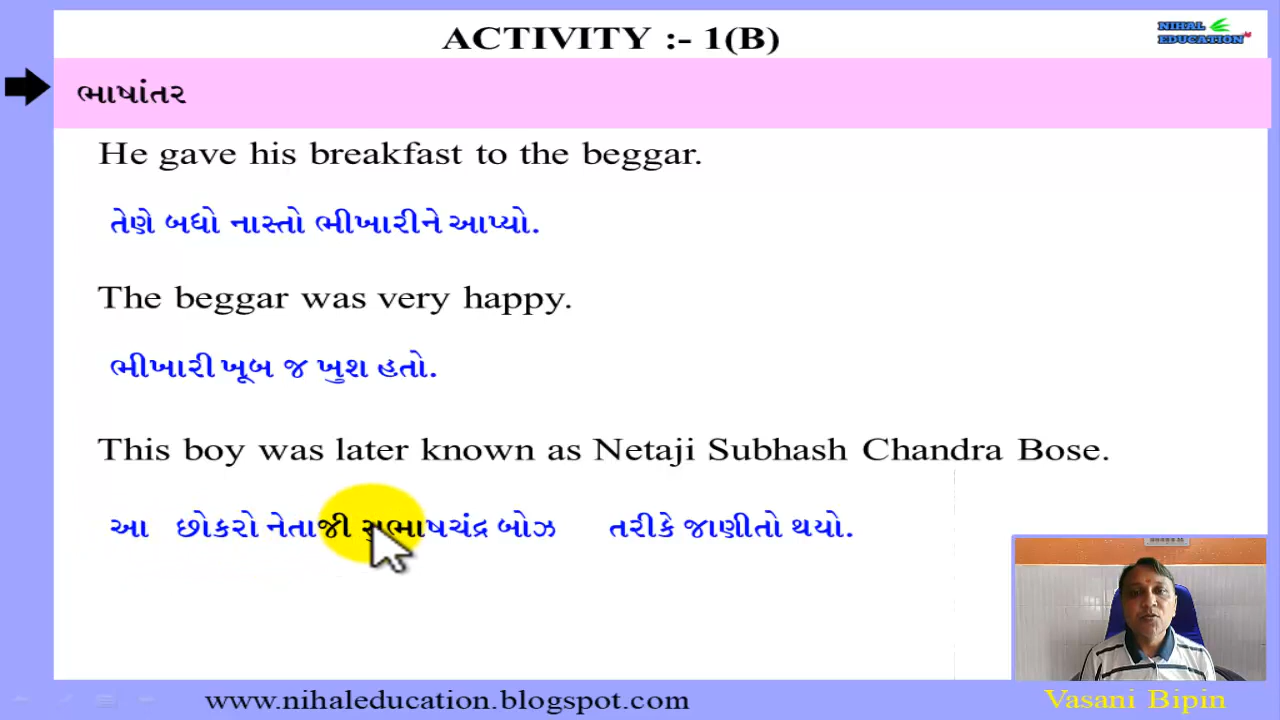 ACTIVITY :- 1(B)
NIHAL
EDUCATION
ભાષાંતર
He gave his breakfast to the beggar.
તેણે બધો નાસ્તો ભીખારીને આપ્યો.
The beggar was very happy.
ભીખારી ખૂબ જ ખુશ હતો.
This boy was later known as Netaji Subhash Chandra Bose.
આ છોકરો નેતાજી સુભાષચંદ્ર બોઝ તરીકે જાણીતો થયો.
www.nihaleducation.blogspot.com
Vasani Bipin